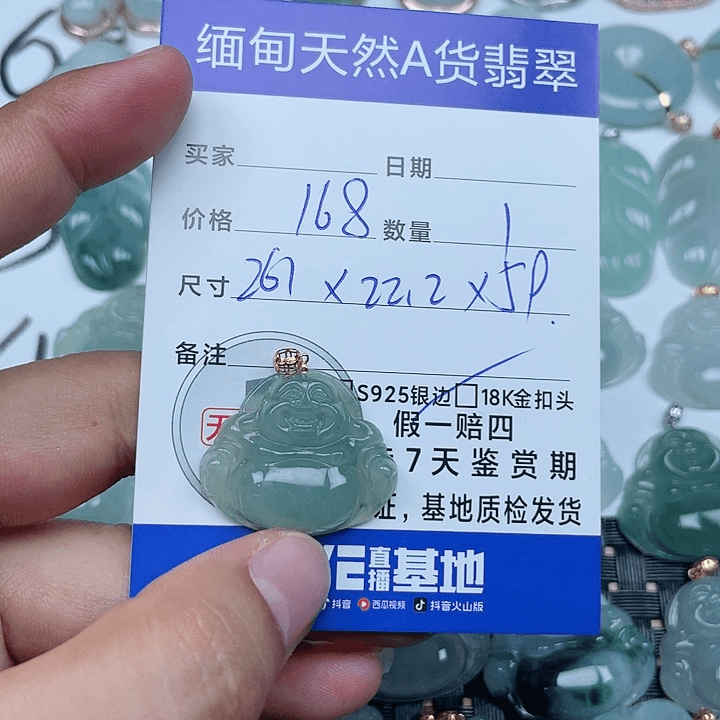 缅甸天然A货翡翠
买家 日期
价格 168 数量 1
尺寸 267 x 22.2 x 59.
备注
S925银边 18K金扣头
假一赔四
7天鉴赏期
证,基地质检发货
直播基地
抖音 西瓜视频 抖音火山版